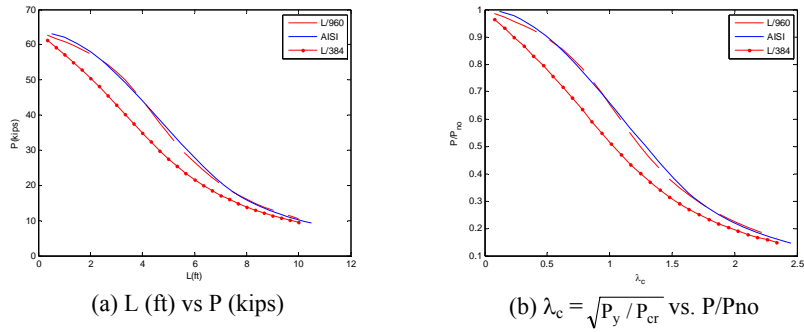 70
60
50
40
30
20
10
0
P(kips)
0 2 4 6 8 10 12
L(ft)
L/960
AISI
L/384
1
0.9
0.8
0.7
0.6
0.5
0.4
0.3
0.2
0.1
P/Pno
0 0.5 1 1.5 2 2.5
λc
L/960
AISI
L/384
(a) L (ft) vs P (kips)
(b) λc = √Py / Pcr vs. P/Pno